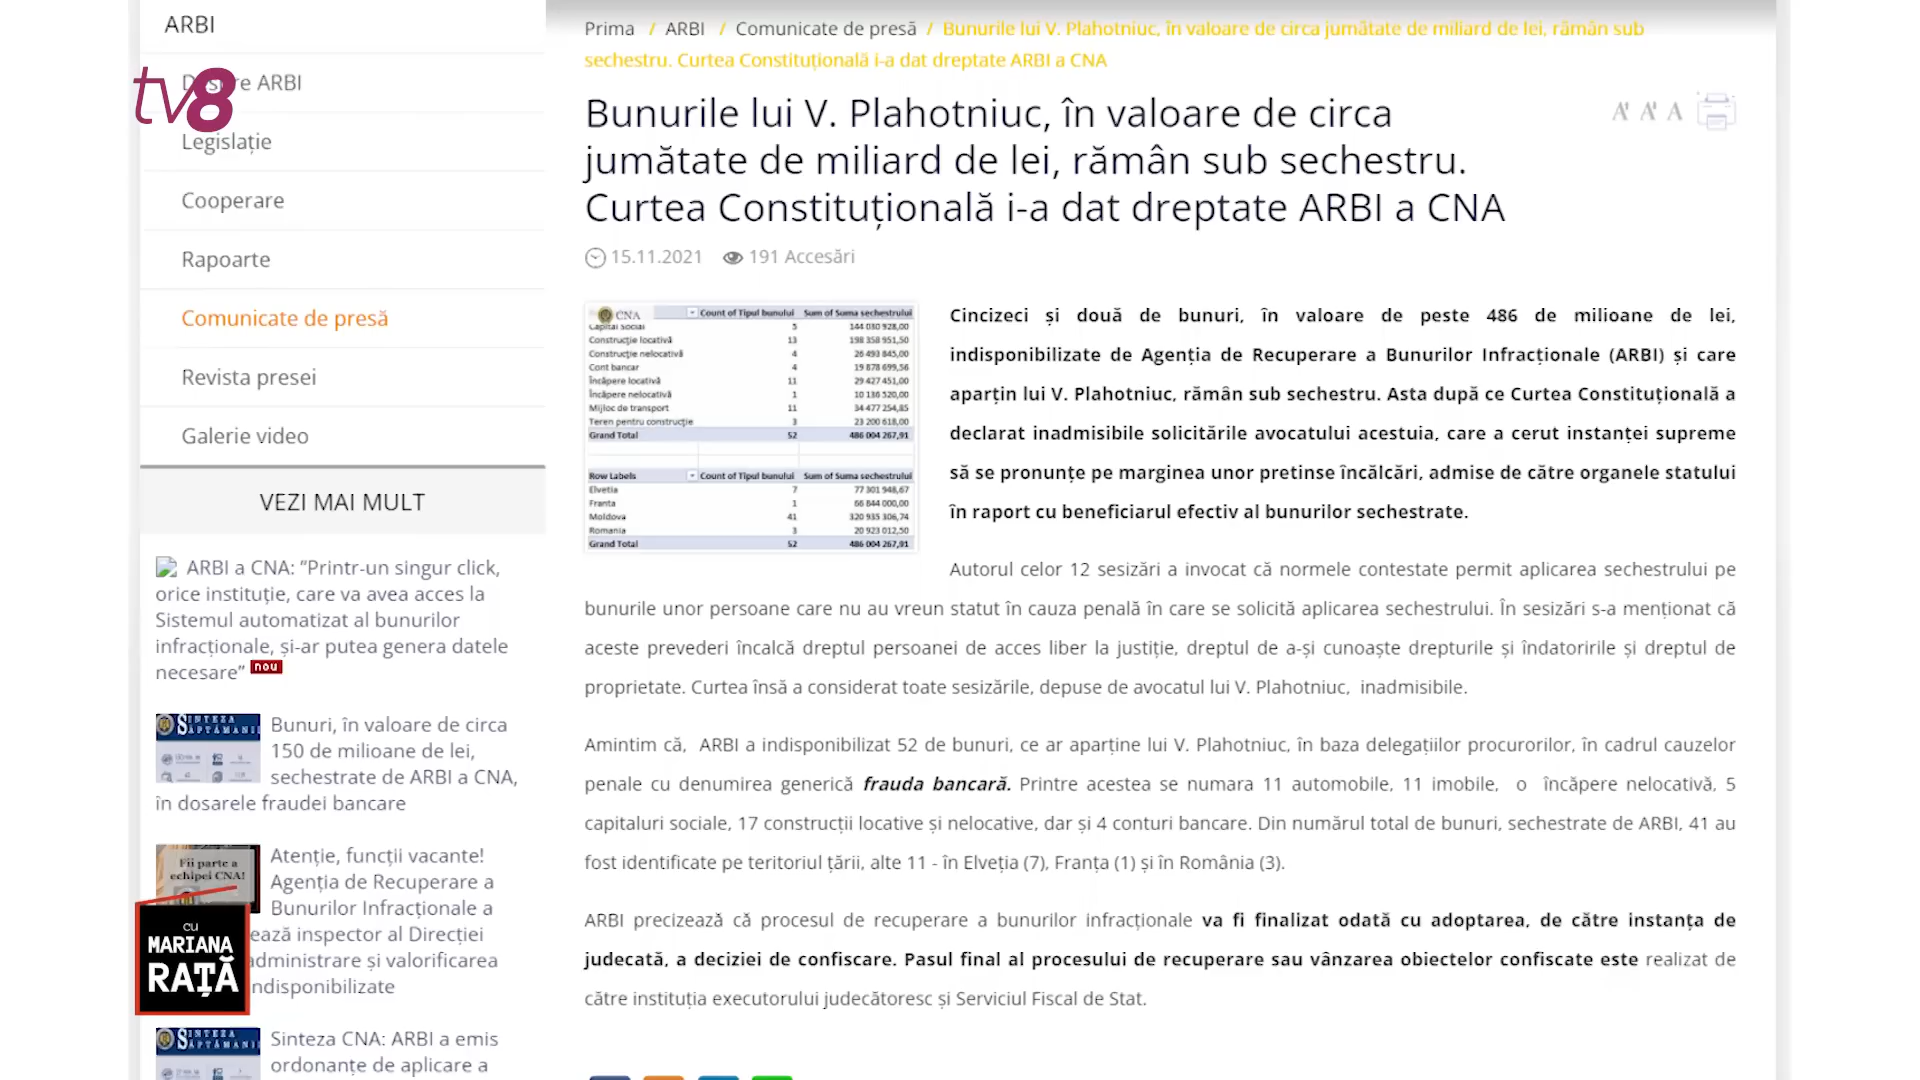 ARBI
tv8
Despre ARBI
Legislație
Cooperare
Rapoarte
Comunicate de presă
Revista presei
Galerie video
VEZI MAI MULT
ARBI a CNA: ”Printr-un singur click,
orice instituție, care va avea acces la
Sistemul automatizat al bunurilor
infracționale, și-ar putea genera datele
necesare” nou
SINTEZA
SĂPTĂMÂNII
Bunuri, în valoare de circa
150 de milioane de lei,
sechestrate de ARBI a CNA,
în dosarele fraudei bancare
Fii parte a
echipei CNA!
Atenție, funcții vacante!
Agenția de Recuperare a
Bunurilor Infracționale a
ează inspector al Direcției
administrare și valorificarea
ndisponibilizate
cu
MARIANA
RAȚĂ
SINTEZA
SĂPTĂMÂNII
Sinteza CNA: ARBI a emis
ordonanțe de aplicare a
Prima / ARBI / Comunicate de presă / Bunurile lui V. Plahotniuc, în valoare de circa jumătate de miliard de lei, rămân sub
sechestru. Curtea Constituțională i-a dat dreptate ARBI a CNA
Bunurile lui V. Plahotniuc, în valoare de circa
jumătate de miliard de lei, rămân sub sechestru.
Curtea Constituțională i-a dat dreptate ARBI a CNA
A A A
15.11.2021 191 Accesări
CNA Count of Tipul bunului Sum of Suma sechestrului
Capital social 5 144 030 928,00
Construcție locativă 13 198 358 951,50
Construcție nelocativă 4 26 493 845,00
Cont bancar 4 19 878 699,56
Încăpere locativă 11 29 427 451,00
Încăpere nelocativă 1 10 136 520,00
Mijloc de transport 11 34 477 254,85
Teren pentru construcție 3 23 200 618,00
Grand Total 52 486 004 267,91
Row Labels Count of Tipul bunului Sum of Suma sechestrului
Elvetia 7 77 301 948,67
Franta 1 66 844 000,00
Moldova 41 320 935 306,74
Romania 3 20 923 012,50
Grand Total 52 486 004 267,91
Cincizeci și două de bunuri, în valoare de peste 486 de milioane de lei,
indisponibilizate de Agenția de Recuperare a Bunurilor Infracționale (ARBI) și care
aparțin lui V. Plahotniuc, rămân sub sechestru. Asta după ce Curtea Constituțională a
declarat inadmisibile solicitările avocatului acestuia, care a cerut instanței supreme
să se pronunțe pe marginea unor pretinse încălcări, admise de către organele statului
în raport cu beneficiarul efectiv al bunurilor sechestrate.
Autorul celor 12 sesizări a invocat că normele contestate permit aplicarea sechestrului pe
bunurile unor persoane care nu au vreun statut în cauza penală în care se solicită aplicarea sechestrului. În sesizări s-a menționat că
aceste prevederi încalcă dreptul persoanei de acces liber la justiție, dreptul de a-și cunoaște drepturile și îndatoririle și dreptul de
proprietate. Curtea însă a considerat toate sesizările, depuse de avocatul lui V. Plahotniuc, inadmisibile.
Amintim că, ARBI a indisponibilizat 52 de bunuri, ce ar aparține lui V. Plahotniuc, în baza delegațiilor procurorilor, în cadrul cauzelor
penale cu denumirea generică frauda bancară. Printre acestea se numara 11 automobile, 11 imobile, o încăpere nelocativă, 5
capitaluri sociale, 17 construcții locative și nelocative, dar și 4 conturi bancare. Din numărul total de bunuri, sechestrate de ARBI, 41 au
fost identificate pe teritoriul țării, alte 11 - în Elveția (7), Franța (1) și în România (3).
ARBI precizează că procesul de recuperare a bunurilor infracționale va fi finalizat odată cu adoptarea, de către instanța de
judecată, a deciziei de confiscare. Pasul final al procesului de recuperare sau vânzarea obiectelor confiscate este realizat de
către instituția executorului judecătoresc și Serviciul Fiscal de Stat.